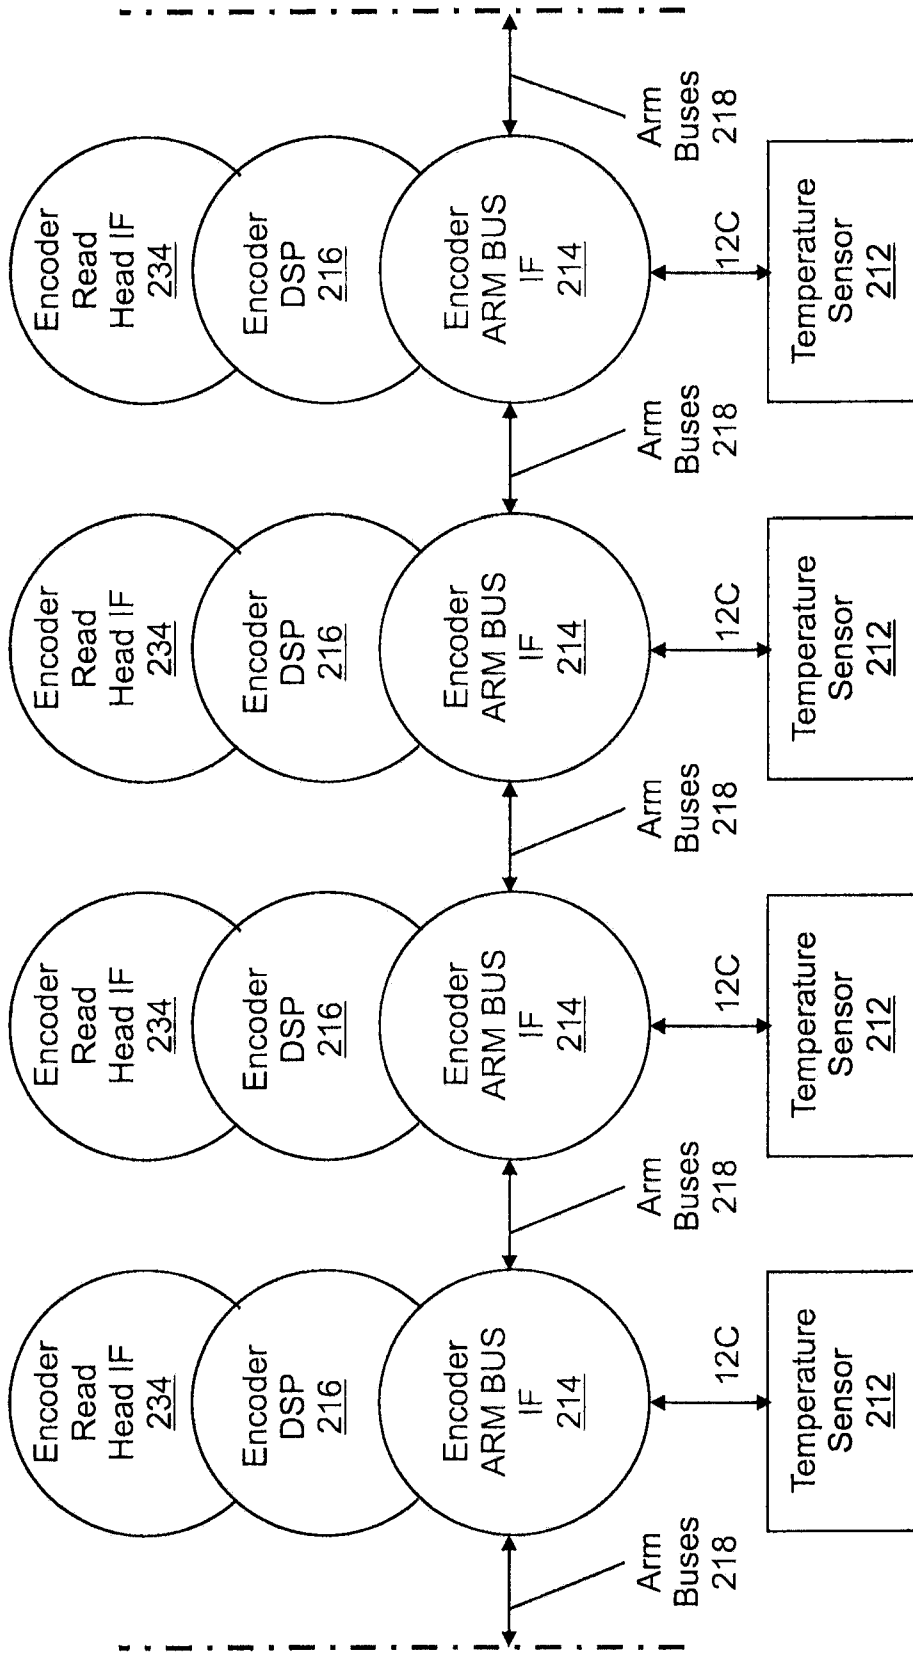 Encoder
Read
Head IF
234
Encoder
Read
Head IF
234
Encoder
Read
Head IF
234
Encoder
Read
Head IF
234
Encoder
DSP
216
Encoder
DSP
216
Encoder
DSP
216
Encoder
DSP
216
Encoder
ARM BUS
IF
214
Encoder
ARM BUS
IF
214
Encoder
ARM BUS
IF
214
Encoder
ARM BUS
IF
214
Arm
Buses
218
12C
Arm
Buses
218
12C
Arm
Buses
218
12C
Arm
Buses
218
12C
Arm
Buses
218
Temperature
Sensor
212
Temperature
Sensor
212
Temperature
Sensor
212
Temperature
Sensor
212